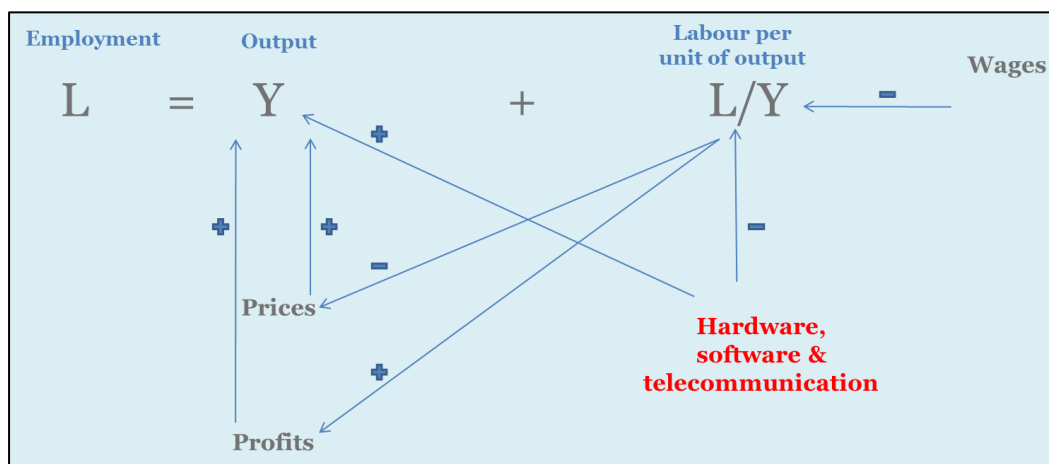 Employment
Output
Labour per
unit of output
Wages
L = Y + L/Y
-
+
+
+
-
-
Prices
Hardware,
software &
telecommunication
+
Profits